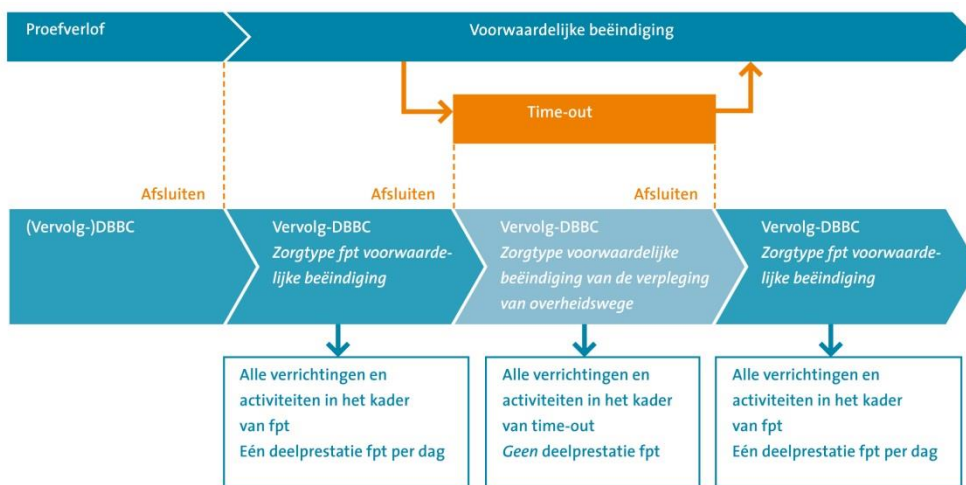 Proefverlof
Voorwaardelijke beëindiging
Time-out
Afsluiten
Afsluiten
Afsluiten
(Vervolg-)DBBC
Vervolg-DBBC
Zorgtype fpt voorwaarde-
lijke beëindiging
Vervolg-DBBC
Zorgtype voorwaardelijke
beëindiging van de verpleging
van overheidswege
Vervolg-DBBC
Zorgtype fpt voorwaarde-
lijke beëindiging
Alle verrichtingen en
activiteiten in het kader
van fpt
Eén deelprestatie fpt per dag
Alle verrichtingen en
activiteiten in het kader
van time-out
Geen deelprestatie fpt
Alle verrichtingen en
activiteiten in het kader
van fpt
Eén deelprestatie fpt per dag